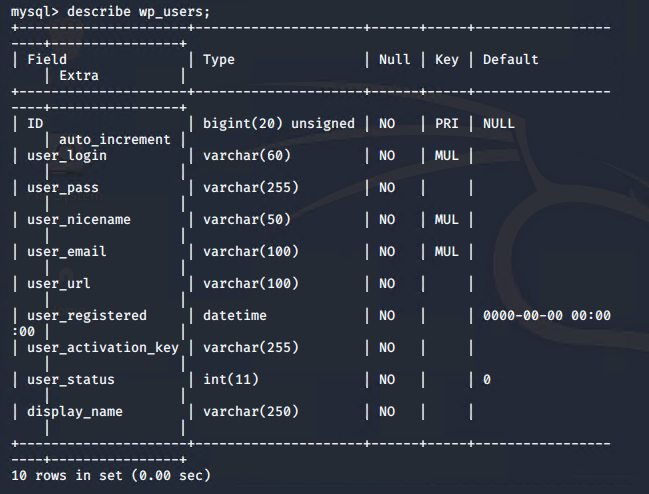 mysql> describe wp_users;
+---------------------+---------------------+------+-----+-----------------
----+----------------+
| Field               | Type                | Null | Key | Default
    | Extra          |
+---------------------+---------------------+------+-----+-----------------
----+----------------+
| ID                  | bigint(20) unsigned | NO   | PRI | NULL
    | auto_increment |
| user_login          | varchar(60)         | NO   | MUL |
    |                |
| user_pass           | varchar(255)        | NO   |     |
    |                |
| user_nicename       | varchar(50)         | NO   | MUL |
    |                |
| user_email          | varchar(100)        | NO   | MUL |
    |                |
| user_url            | varchar(100)        | NO   |     |
    |                |
| user_registered     | datetime            | NO   |     | 0000-00-00 00:00
:00 |                |
| user_activation_key | varchar(255)        | NO   |     |
    |                |
| user_status         | int(11)             | NO   |     | 0
    |                |
| display_name        | varchar(250)        | NO   |     |
    |                |
+---------------------+---------------------+------+-----+-----------------
----+----------------+
10 rows in set (0.00 sec)